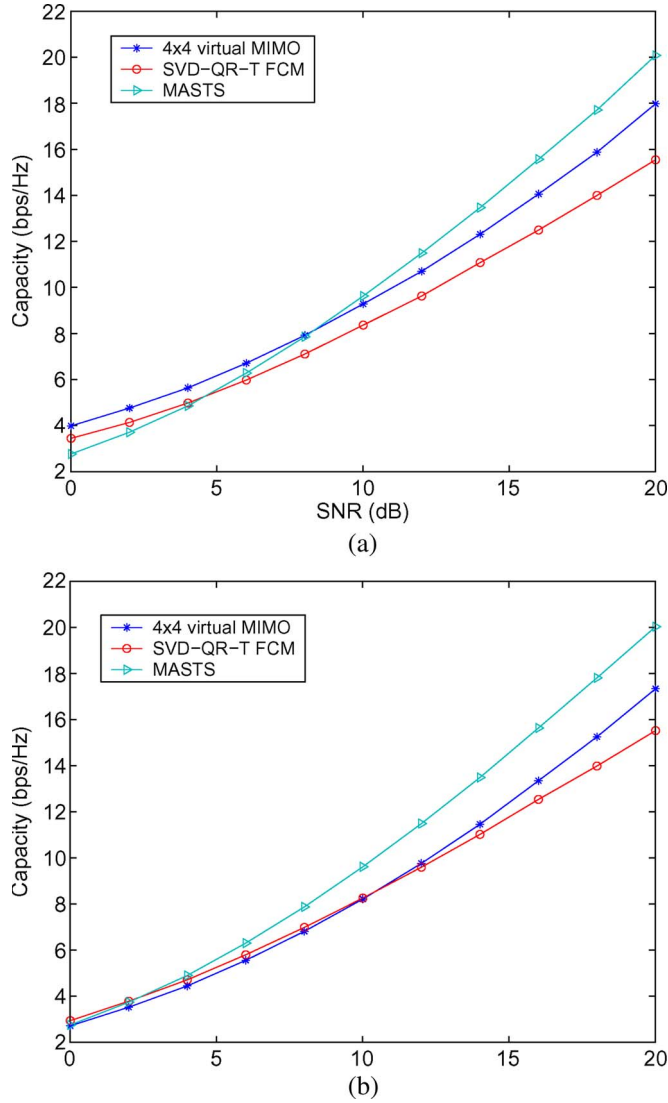 22
20
18
16
14
12
10
8
6
4
2
Capacity (bps/Hz)
4x4 virtual MIMO
SVD−QR−T FCM
MASTS
0
5
10
15
20
SNR (dB)
(a)
22
20
18
16
14
12
10
8
6
4
2
Capacity (bps/Hz)
4x4 virtual MIMO
SVD−QR−T FCM
MASTS
0
5
10
15
20
(b)